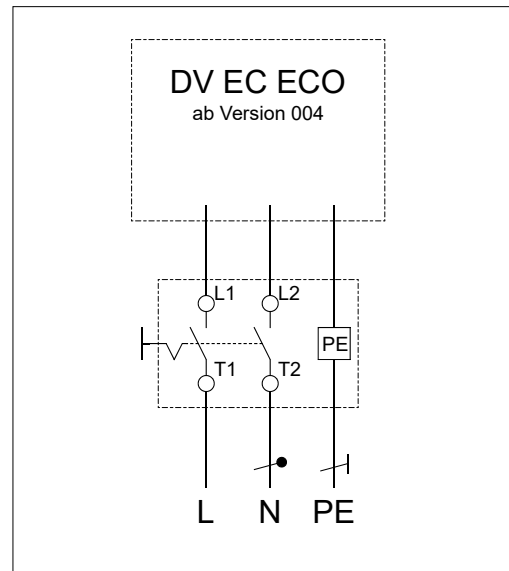 DV EC ECO
ab Version 004
L1 L2
PE
T1 T2
L N PE